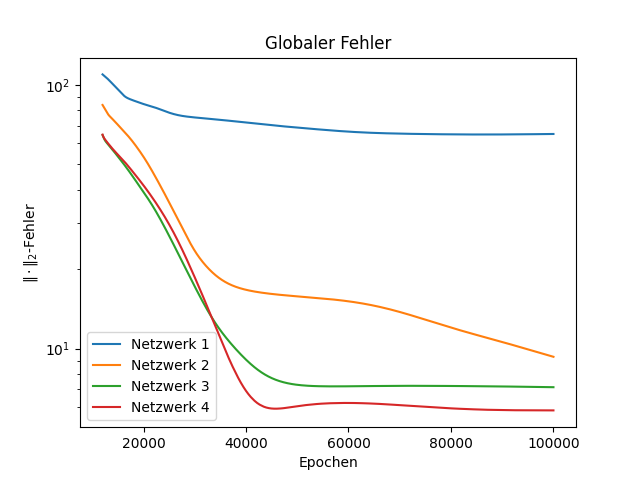 Globaler Fehler
10²
10¹
‖ · ‖₂-Fehler
Netzwerk 1
Netzwerk 2
Netzwerk 3
Netzwerk 4
20000 40000 60000 80000 100000
Epochen